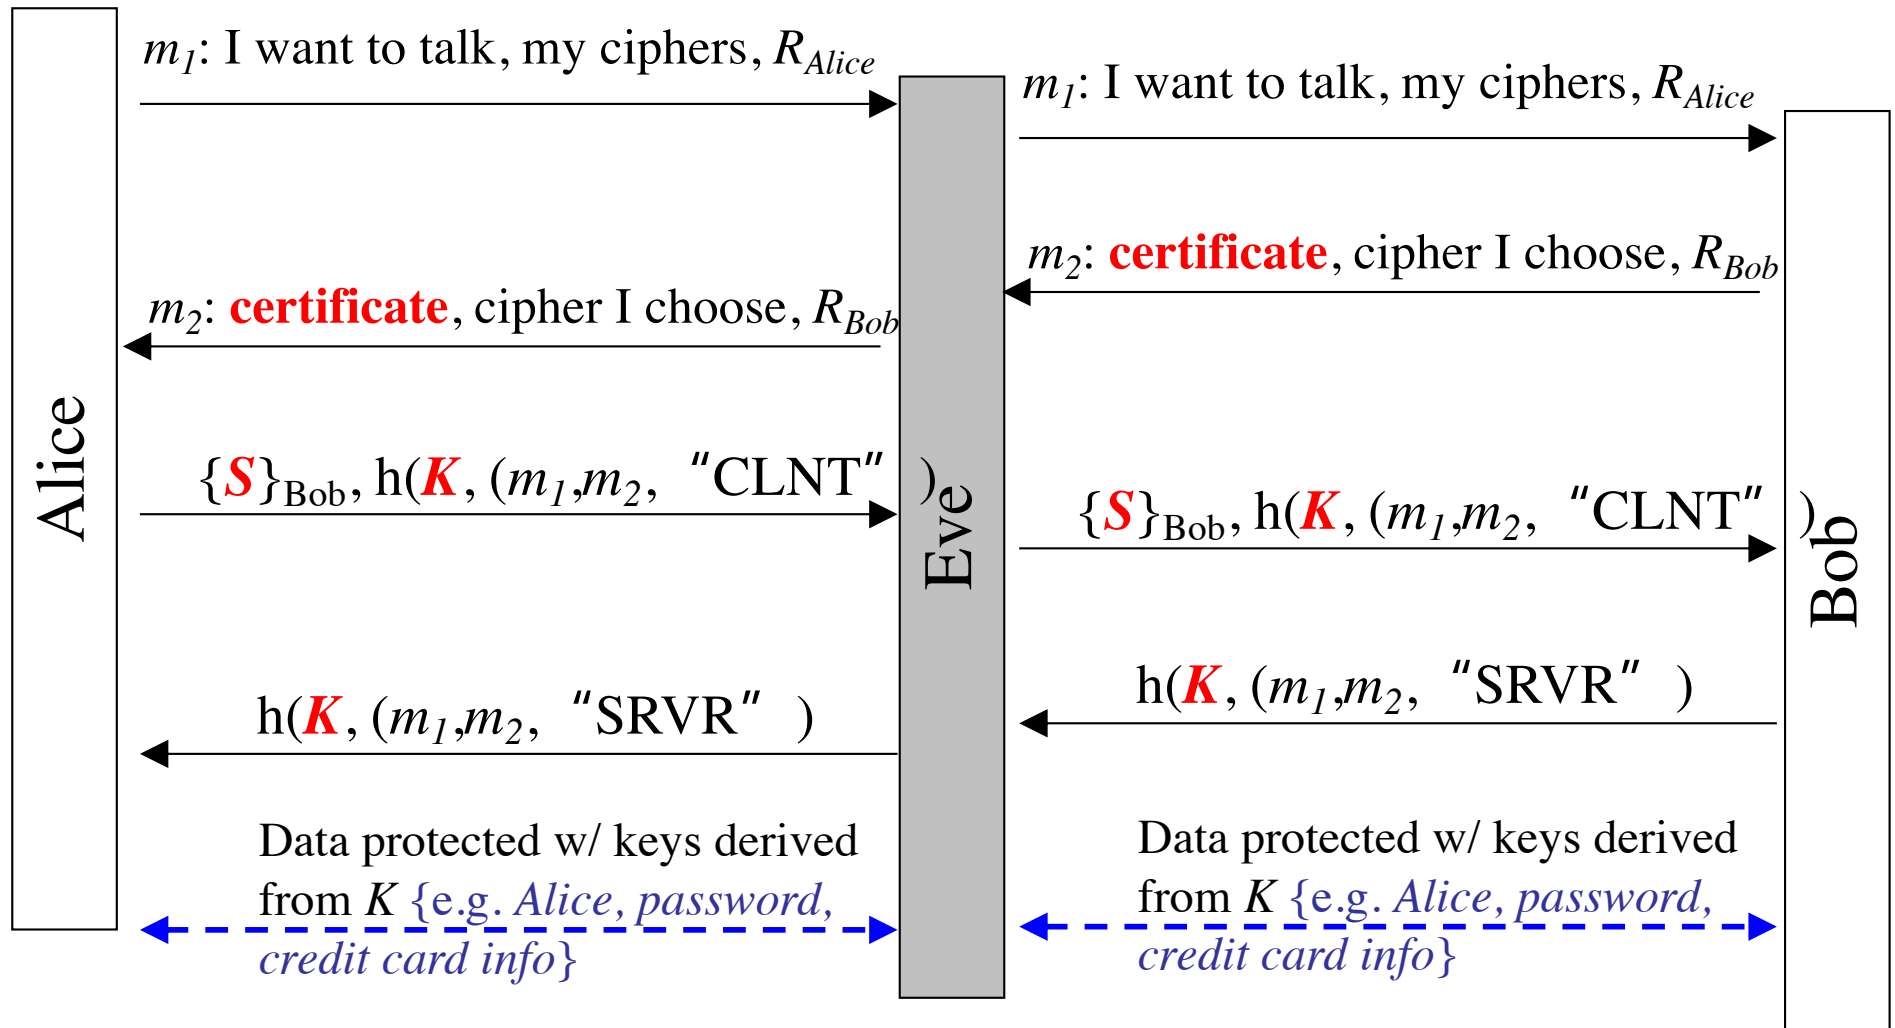 m1: I want to talk, my ciphers, RAlice
m1: I want to talk, my ciphers, RAlice
m2: certificate, cipher I choose, RBob
m2: certificate, cipher I choose, RBob
Alice
{S}Bob, h(K, (m1,m2, “CLNT” )
Eve
{S}Bob, h(K, (m1,m2, “CLNT” )
Bob
h(K, (m1,m2, “SRVR” )
h(K, (m1,m2, “SRVR” )
Data protected w/ keys derived
from K {e.g. Alice, password,
credit card info}
Data protected w/ keys derived
from K {e.g. Alice, password,
credit card info}